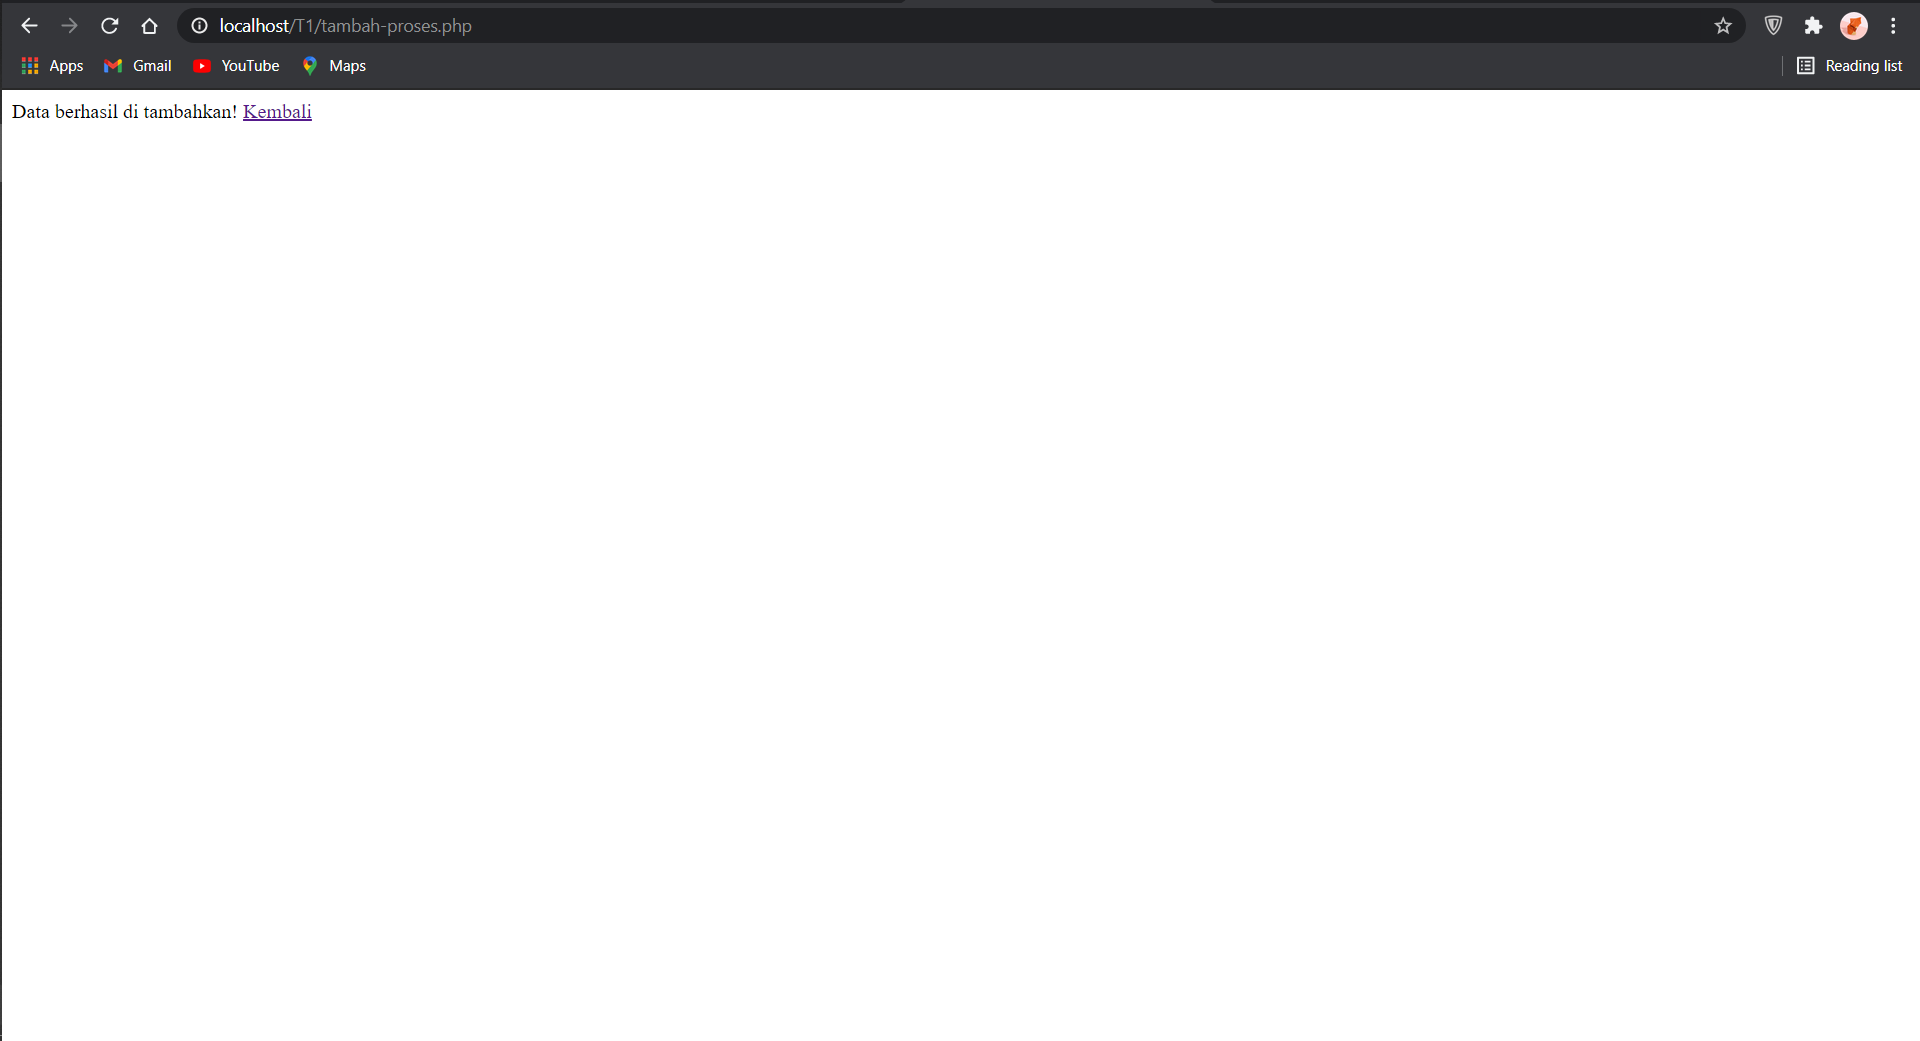 localhost/T1/tambah-proses.php
Apps Gmail YouTube Maps Reading list
Data berhasil di tambahkan! Kembali